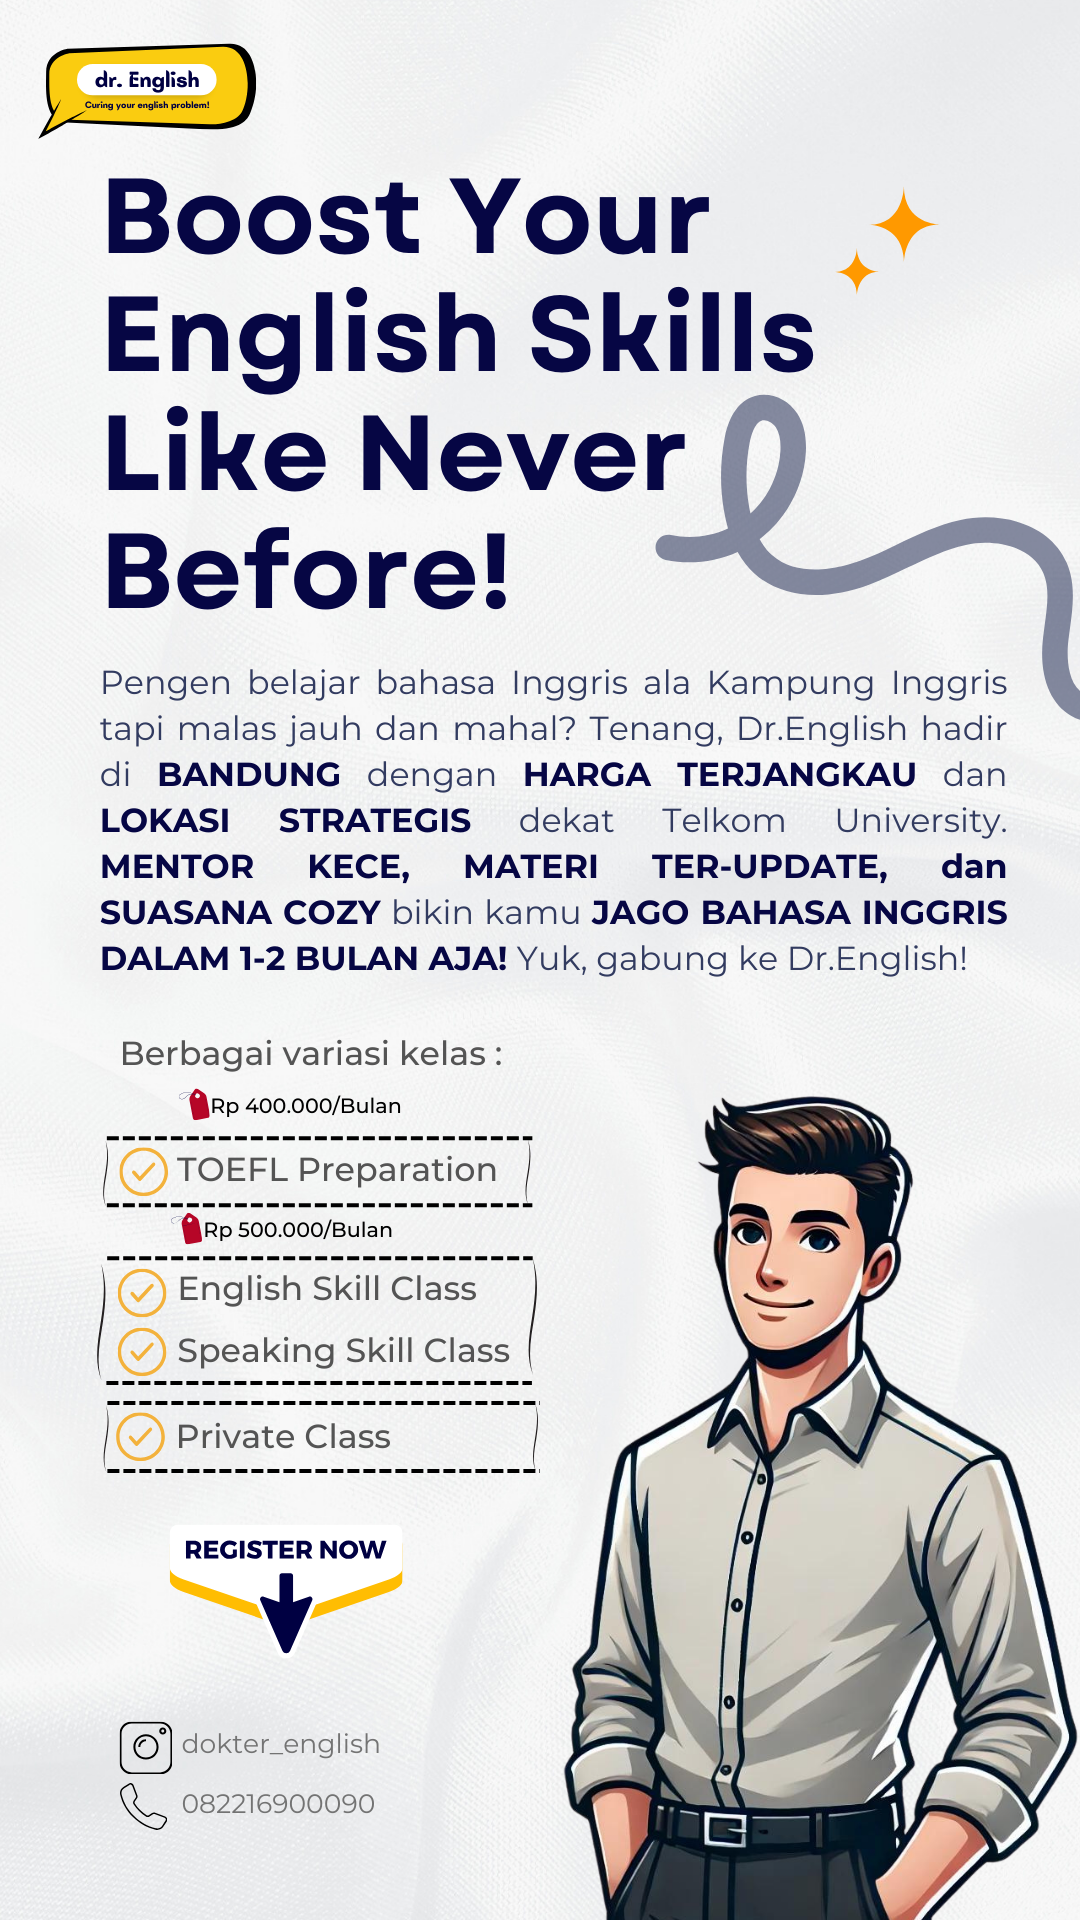 dr. English
Curing your english problem!
Boost Your
English Skills
Like Never
Before!
Pengen belajar bahasa Inggris ala Kampung Inggris
tapi malas jauh dan mahal? Tenang, Dr.English hadir
di BANDUNG dengan HARGA TERJANGKAU dan
LOKASI STRATEGIS dekat Telkom University.
MENTOR KECE, MATERI TER-UPDATE, dan
SUASANA COZY bikin kamu JAGO BAHASA INGGRIS
DALAM 1-2 BULAN AJA! Yuk, gabung ke Dr.English!
Berbagai variasi kelas :
Rp 400.000/Bulan
TOEFL Preparation
Rp 500.000/Bulan
English Skill Class
Speaking Skill Class
Private Class
REGISTER NOW
dokter_english
082216900090